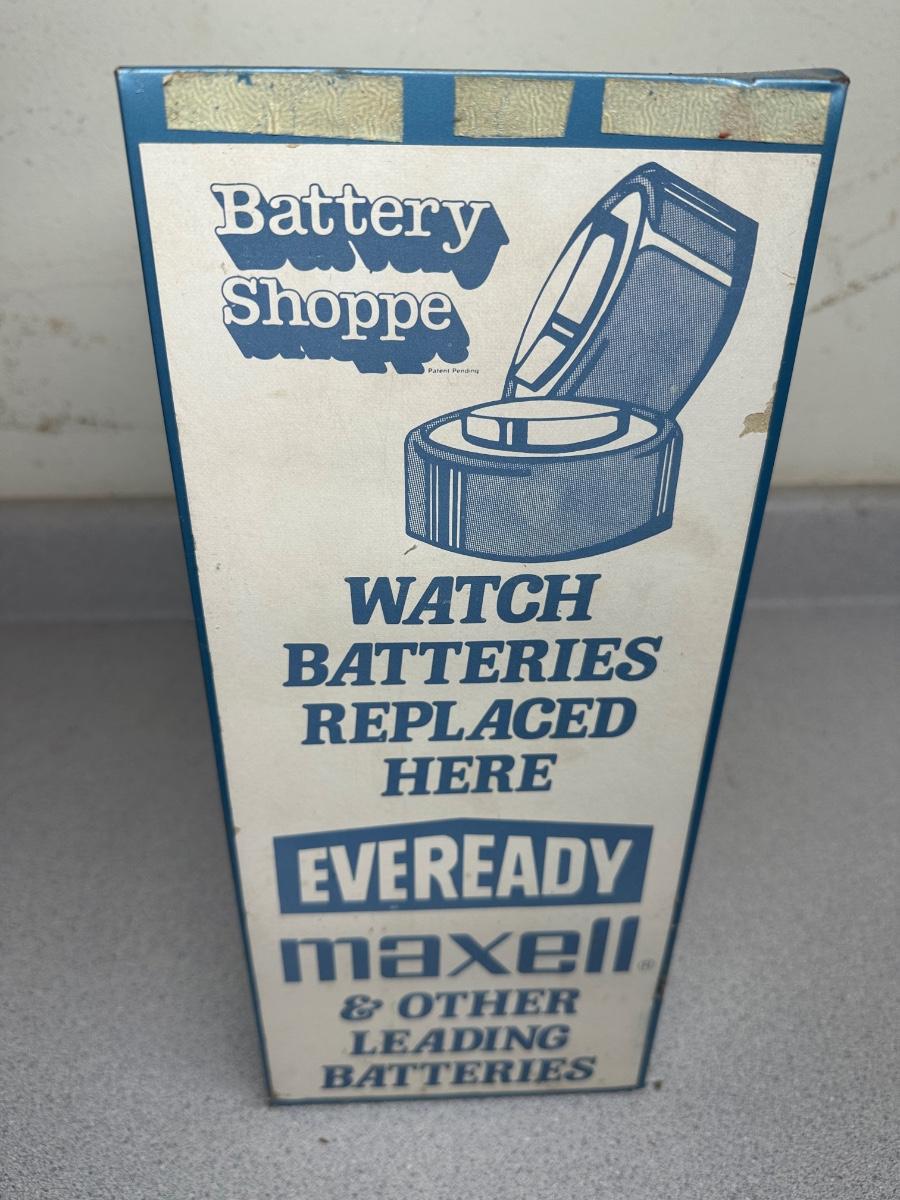 Battery
Shoppe
Patent Pending
WATCH
BATTERIES
REPLACED
HERE
EVEREADY
maxell®
& OTHER
LEADING
BATTERIES